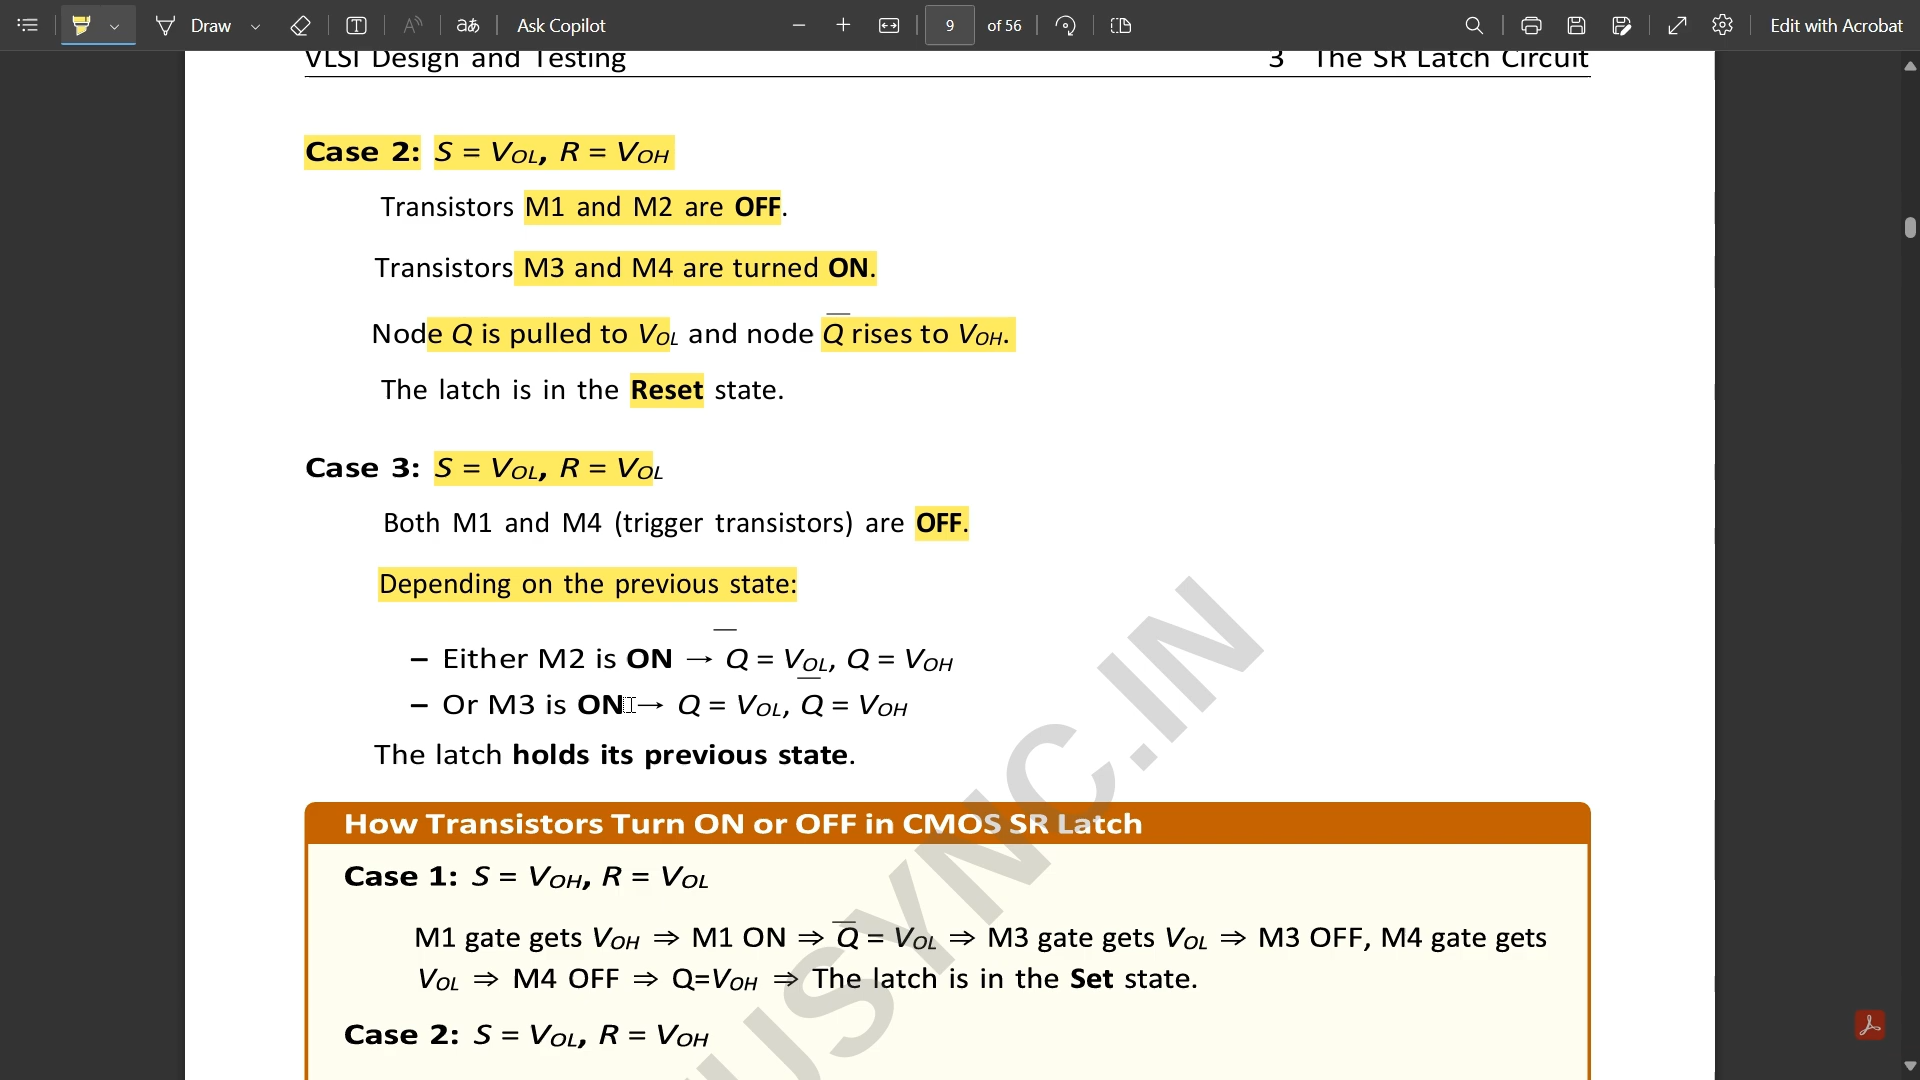 Draw
Ask Copilot
9 of 56
Edit with Acrobat
VLSI Design and Testing 3 The SR Latch Circuit
Case 2: S = VOL, R = VOH
Transistors M1 and M2 are OFF.
Transistors M3 and M4 are turned ON.
Node Q is pulled to VOL and node Q̅ rises to VOH.
The latch is in the Reset state.
Case 3: S = VOL, R = VOL
Both M1 and M4 (trigger transistors) are OFF.
Depending on the previous state:
– Either M2 is ON → Q̅ = VOL, Q = VOH
– Or M3 is ON → Q = VOL, Q̅ = VOH
The latch holds its previous state.
How Transistors Turn ON or OFF in CMOS SR Latch
Case 1: S = VOH, R = VOL
M1 gate gets VOH ⇒ M1 ON ⇒ Q̅ = VOL ⇒ M3 gate gets VOL ⇒ M3 OFF, M4 gate gets
VOL ⇒ M4 OFF ⇒ Q=VOH ⇒ The latch is in the Set state.
Case 2: S = VOL, R = VOH
USYNC.IN